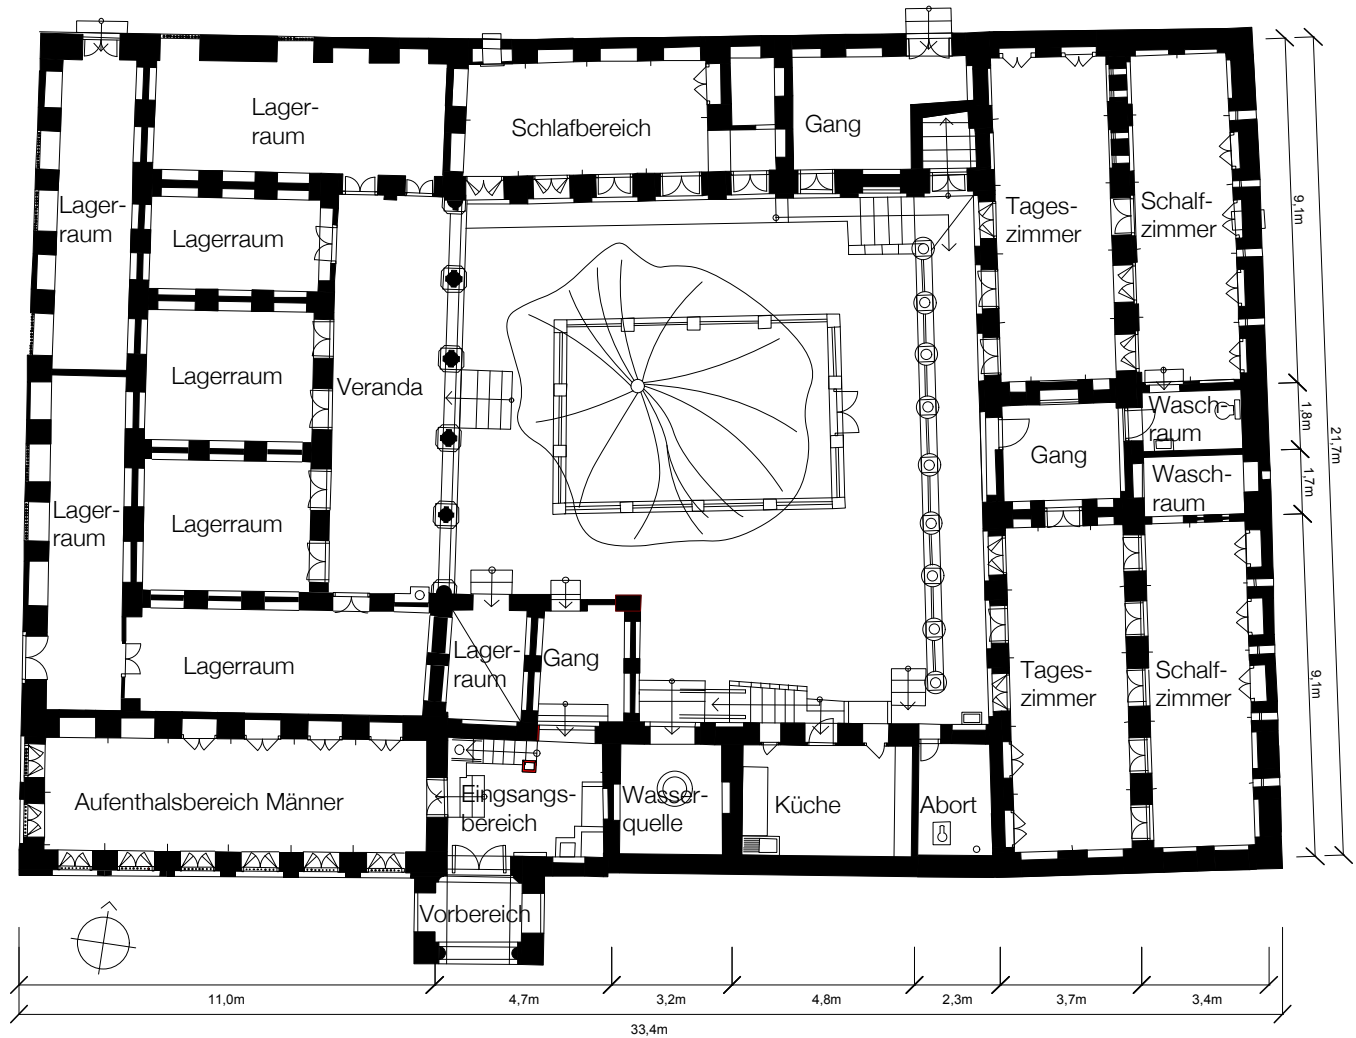 Lager-
raum
Schlafbereich
Gang
Lager-
raum
Lagerraum
Tages-
zimmer
Schalf-
zimmer
9,1m
Lagerraum
Veranda
Wasch-
raum
1,8m
21,7m
Gang
Wasch-
raum
1,7m
Lager-
raum
Lagerraum
Lagerraum
Lager-
raum
Gang
Tages-
zimmer
Schalf-
zimmer
9,1m
Aufenthalsbereich Männer
Eingsangs-
bereich
Wasser-
quelle
Küche
Abort
Vorbereich
11,0m
4,7m
3,2m
4,8m
2,3m
3,7m
3,4m
33,4m